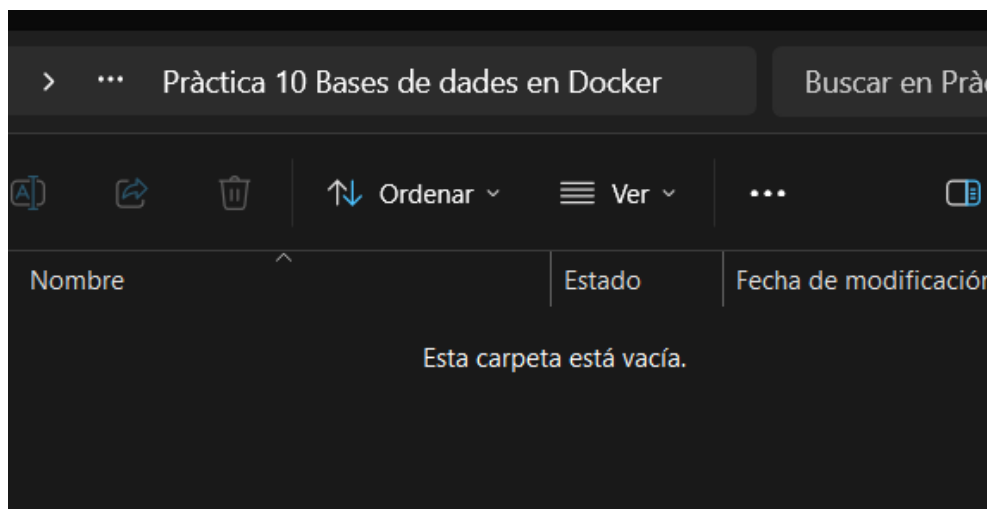 > ··· Pràctica 10 Bases de dades en Docker Buscar en Prà
A Ordenar Ver ···
Nombre Estado Fecha de modificación
Esta carpeta está vacía.